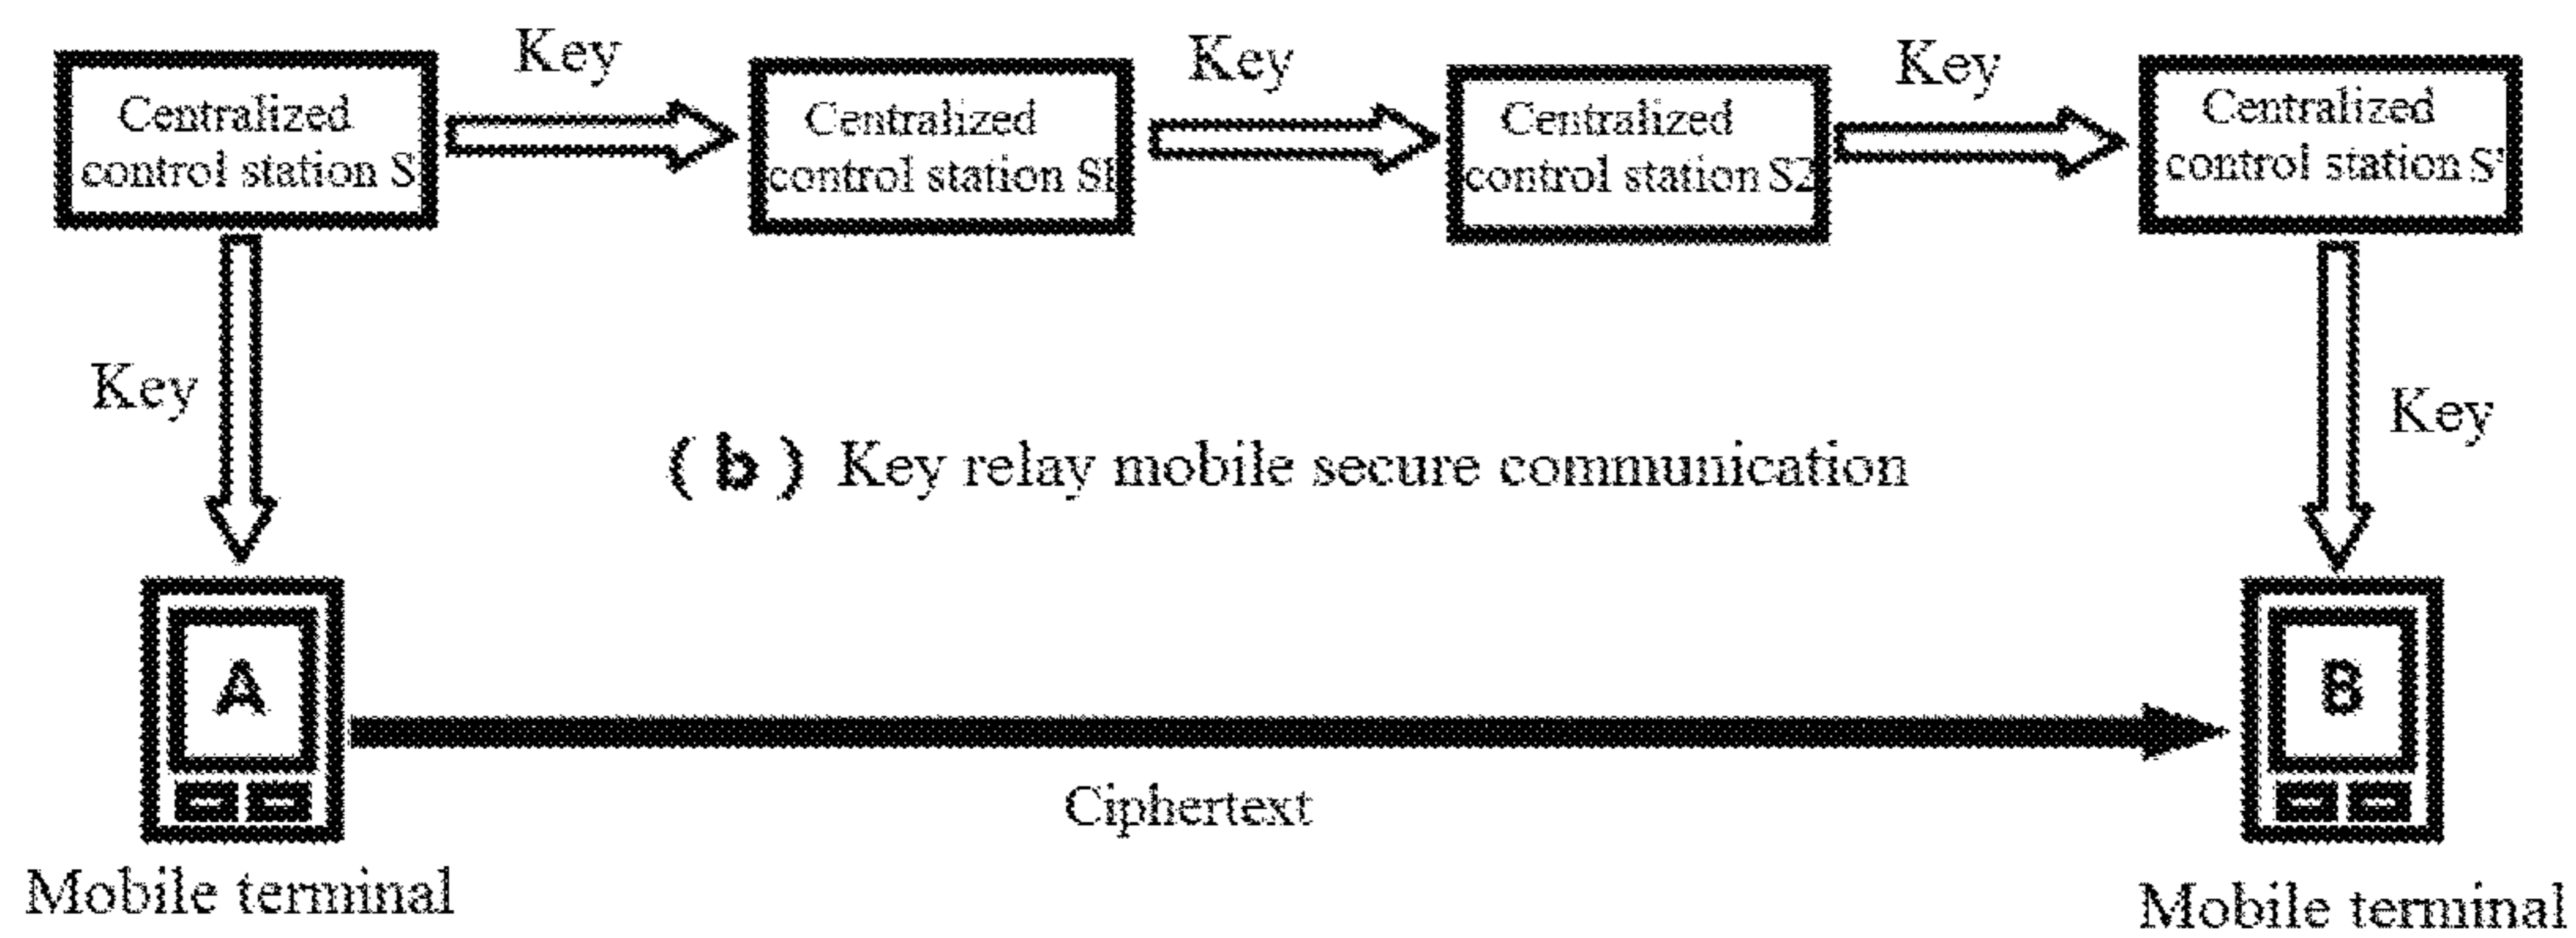 Key
Key
Key
Centralized
control station S
Centralized
control station S1
Centralized
control station S2
Centralized
control station S'
Key
Key
( b ) Key relay mobile secure communication
A
B
Ciphertext
Mobile terminal
Mobile terminal